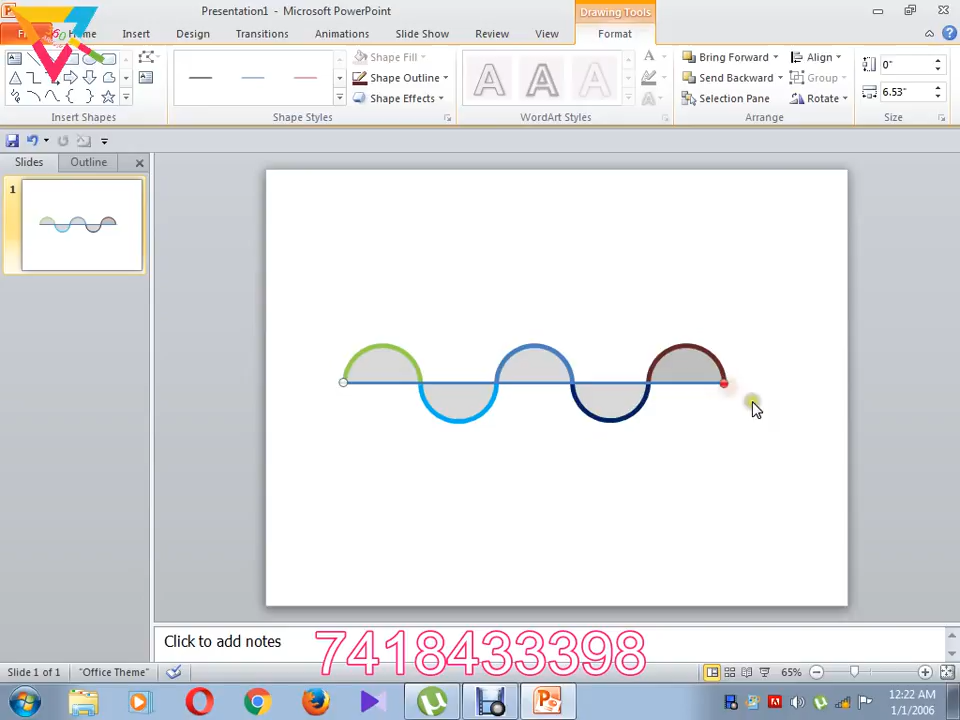 Presentation1 - Microsoft PowerPoint
Drawing Tools
Home
Insert
Design
Transitions
Animations
Slide Show
Review
View
Format
Shape Fill
Shape Outline
Shape Effects
Bring Forward
Send Backward
Selection Pane
Align
Group
Rotate
0"
6.53"
Insert Shapes
Shape Styles
WordArt Styles
Arrange
Size
Slides
Outline
1
Click to add notes
7418433398
Slide 1 of 1
"Office Theme"
65%
12:22 AM
1/1/2006